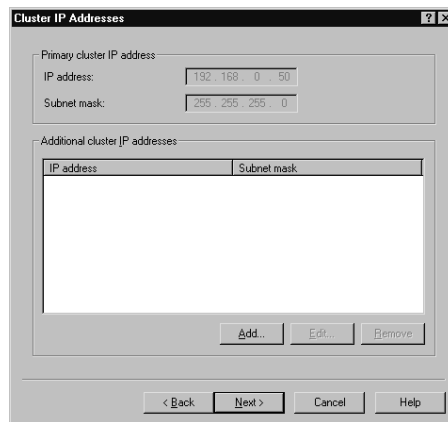 Cluster IP Addresses
Primary cluster IP address
IP address: 192 . 168 . 0 . 50
Subnet mask: 255 . 255 . 255 . 0
Additional cluster IP addresses
IP address Subnet mask
Add... Edit... Remove
< Back Next > Cancel Help